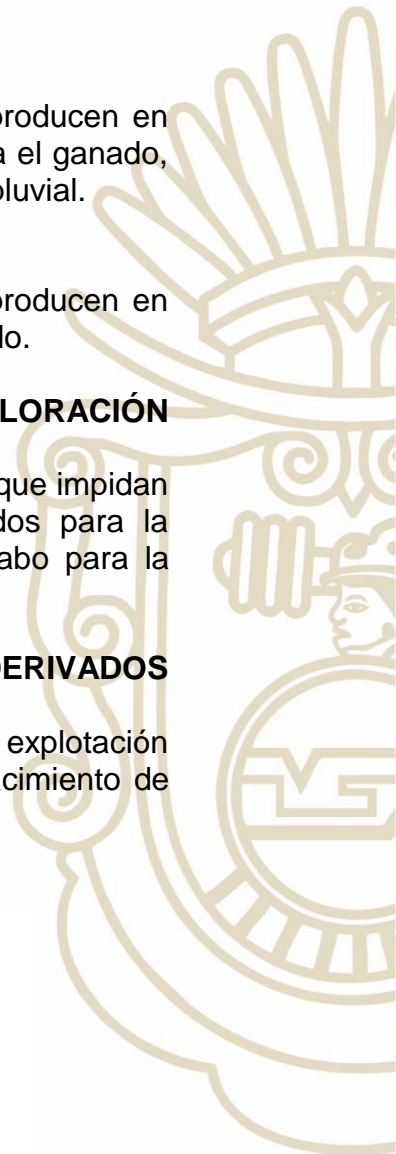 producen en
a el ganado,
pluvial.
producen en
do.
LORACIÓN
que impidan
dos para la
abo para la
DERIVADOS
explotación
cimiento de